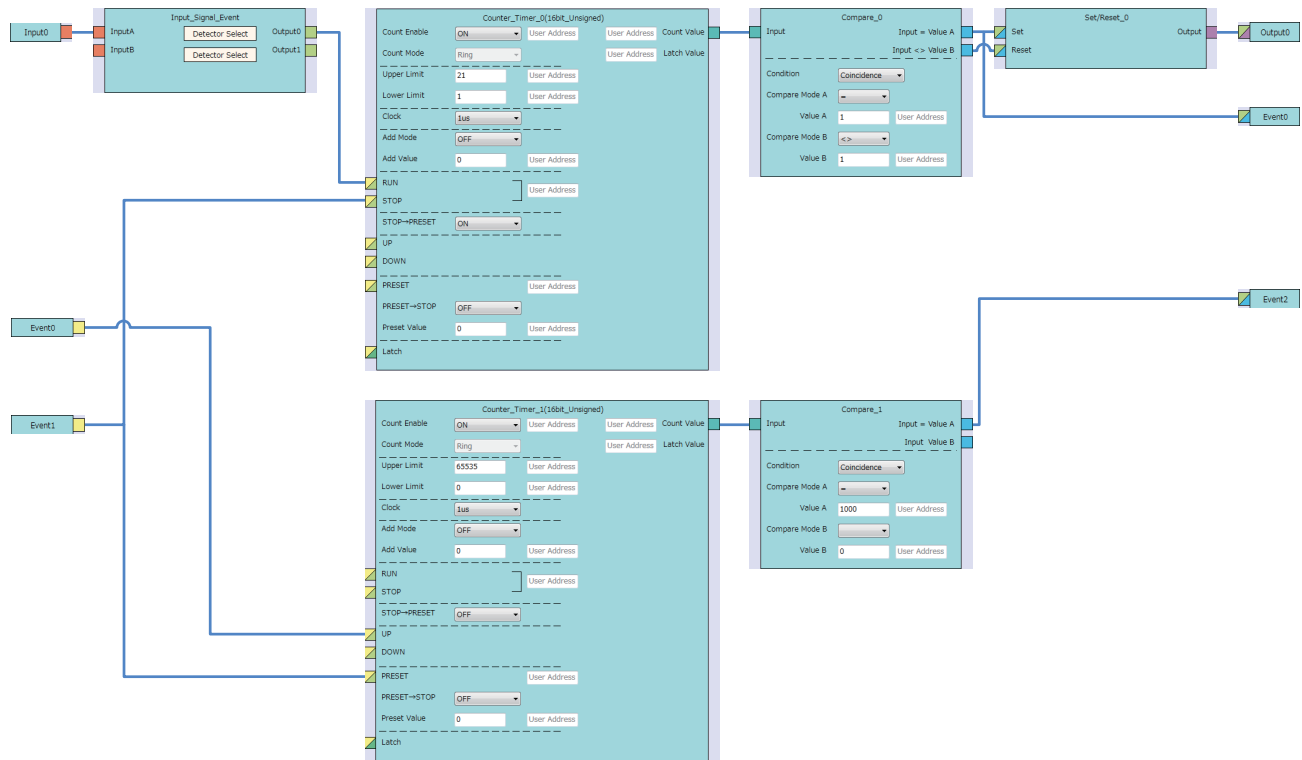 Input0
Input_Signal_Event
InputA Detector Select Output0
InputB Detector Select Output1
Counter_Timer_0(16bit_Unsigned)
Count Enable ON User Address User Address Count Value
Count Mode Ring User Address Latch Value
Upper Limit 21 User Address
Lower Limit 1 User Address
Clock 1us
Add Mode OFF
Add Value 0 User Address
RUN
User Address
STOP
STOP→PRESET ON
UP
DOWN
PRESET User Address
PRESET→STOP OFF
Preset Value 0 User Address
Latch
Compare_0
Input Input = Value A
Input <> Value B
Condition Coincidence
Compare Mode A =
Value A 1 User Address
Compare Mode B <>
Value B 1 User Address
Set/Reset_0
Set Output
Reset
Output0
Event0
Event2
Event0
Event1
Counter_Timer_1(16bit_Unsigned)
Count Enable ON User Address User Address Count Value
Count Mode Ring User Address Latch Value
Upper Limit 65535 User Address
Lower Limit 0 User Address
Clock 1us
Add Mode OFF
Add Value 0 User Address
RUN
User Address
STOP
STOP→PRESET OFF
UP
DOWN
PRESET User Address
PRESET→STOP OFF
Preset Value 0 User Address
Latch
Compare_1
Input Input = Value A
Input Value B
Condition Coincidence
Compare Mode A =
Value A 1000 User Address
Compare Mode B
Value B 0 User Address